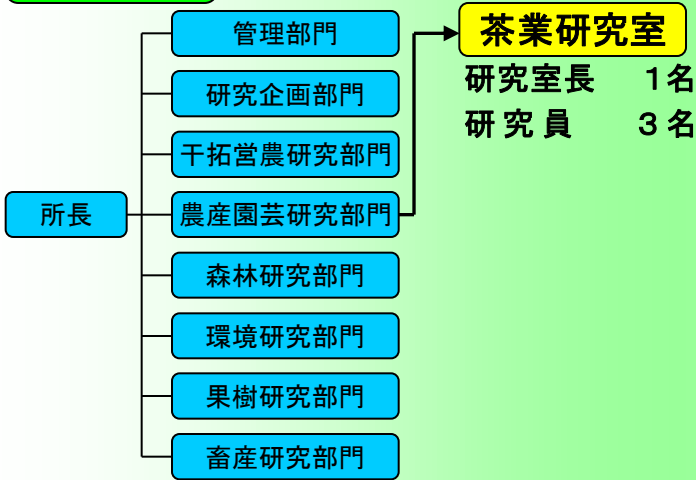 管理部門
研究企画部門
干拓営農研究部門
所長
農産園芸研究部門
森林研究部門
環境研究部門
果樹研究部門
畜産研究部門
茶業研究室
研究室長　1名
研究員　3名